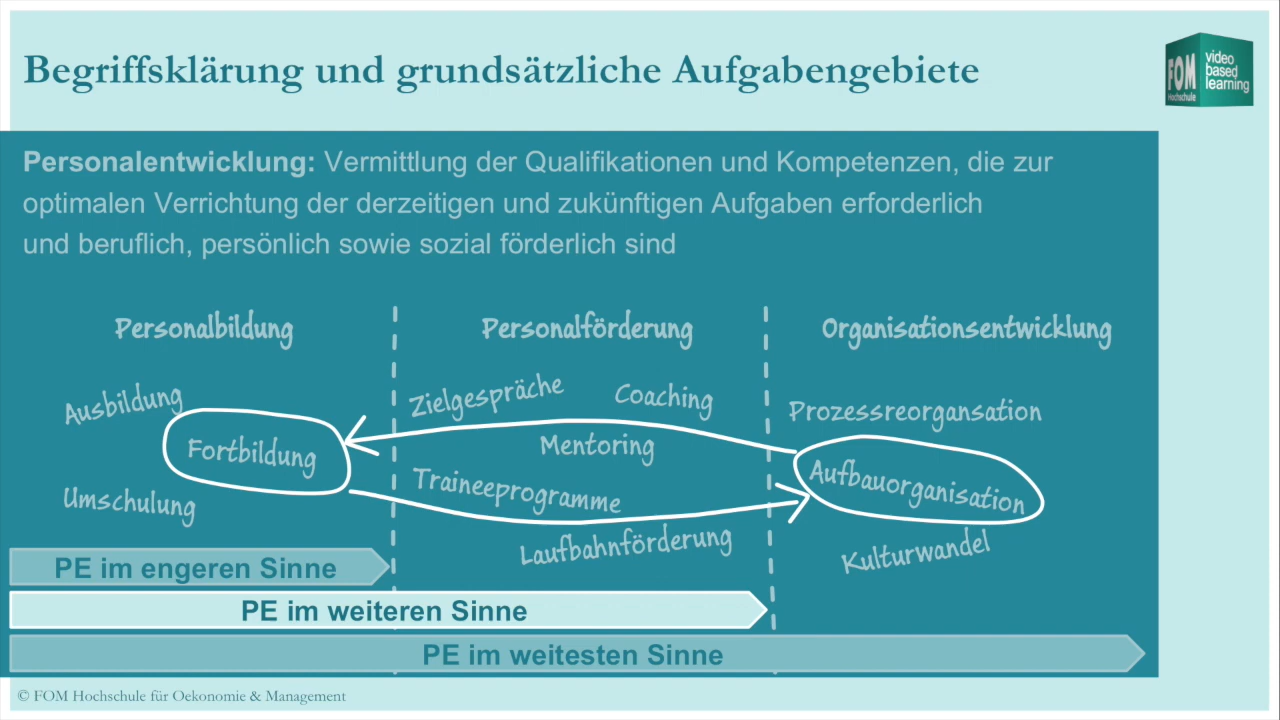 Begriffsklärung und grundsätzliche Aufgabengebiete
FOM
Hochschule
video
based
learning
Personalentwicklung: Vermittlung der Qualifikationen und Kompetenzen, die zur
optimalen Verrichtung der derzeitigen und zukünftigen Aufgaben erforderlich
und beruflich, persönlich sowie sozial förderlich sind
Personalbildung
Ausbildung
Fortbildung
Umschulung
Personalförderung
Zielgespräche
Coaching
Mentoring
Traineeprogramme
Laufbahnförderung
Organisationsentwicklung
Prozessreorgansation
Aufbauorganisation
Kulturwandel
PE im engeren Sinne
PE im weiteren Sinne
PE im weitesten Sinne
© FOM Hochschule für Oekonomie & Management